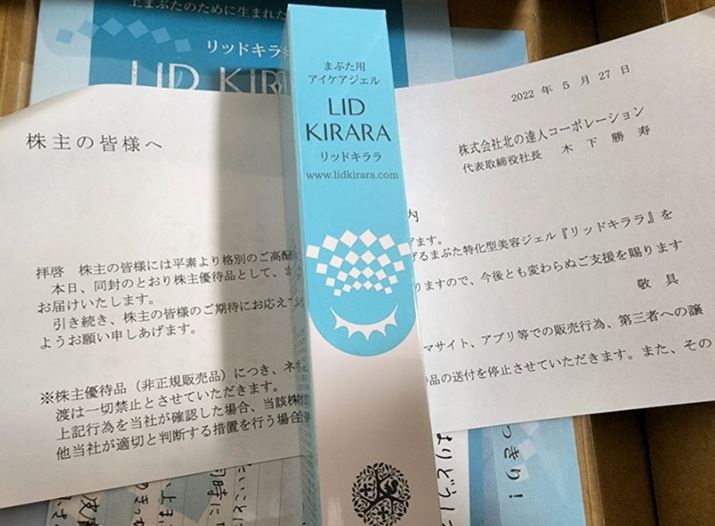 上まぶたのために生まれた
リッドキララ
LID KIRARA
まぶた用
アイケアジェル
LID
KIRARA
リッドキララ
www.lidkirara.com
2022 年 5 月 27 日
株式会社北の達人コーポレーション
代表取締役社長 木 下 勝 寿
株主の皆様へ
内
拝啓 株主の皆様には平素より格別のご高配
げます。
本日、同封のとおり株主優待品として、ま
げるまぶた特化型美容ジェル『リッドキララ』を
お届けいたします。
引き続き、株主の皆様のご期待にお応え
りますので、今後とも変わらぬご支援を賜ります
ようお願い申しあげます。
敬 具
※株主優待品（非正規販売品）につき、ネ
マサイト、アプリ等での販売行為、第三者への譲
渡は一切禁止とさせていただきます。
上記行為を当社が確認した場合、当該株
品の送付を停止させていただきます。また、その
他当社が適切と判断する措置を行う場合
っきり！